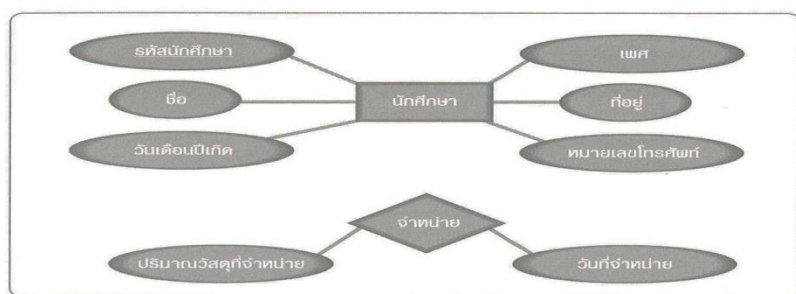 รหัสนักศึกษา
เพศ
ชื่อ
นักศึกษา
ที่อยู่
วันเดือนปีเกิด
หมายเลขโทรศัพท์
จำหน่าย
ปริมาณวัสดุที่จำหน่าย
วันที่จำหน่าย